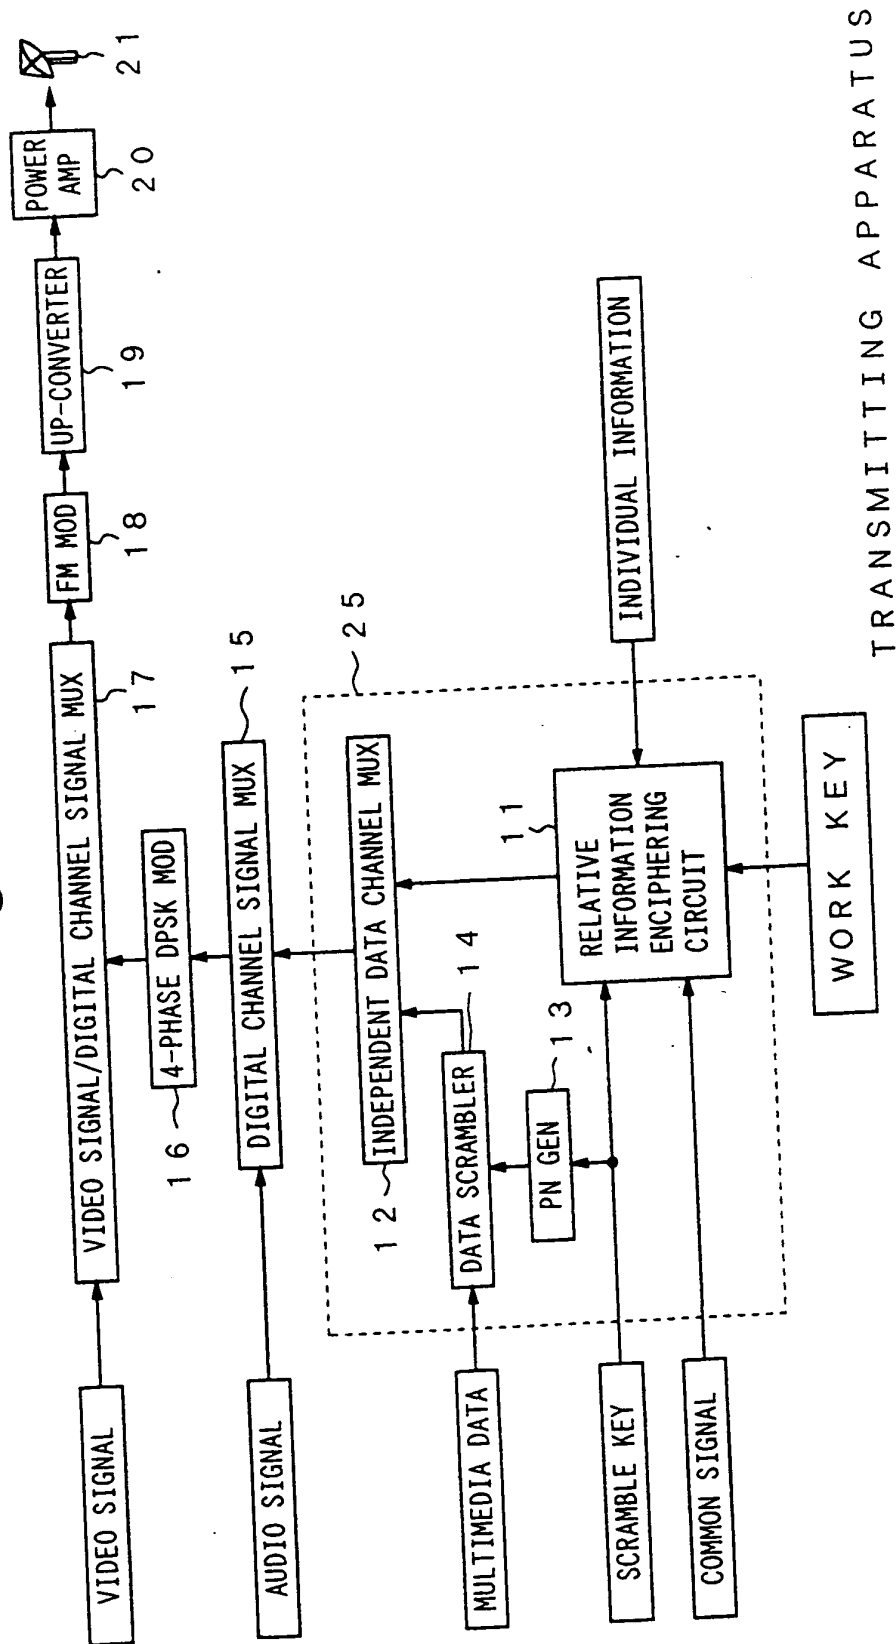 VIDEO SIGNAL
VIDEO SIGNAL/DIGITAL CHANNEL SIGNAL MUX
17
FM MOD
18
UP-CONVERTER
19
POWER
AMP
20
21
16
4-PHASE DPSK MOD
AUDIO SIGNAL
DIGITAL CHANNEL SIGNAL MUX
15
25
12
INDEPENDENT DATA CHANNEL MUX
MULTIMEDIA DATA
DATA SCRAMBLER
14
PN GEN
13
11
RELATIVE
INFORMATION
ENCIPHERING
CIRCUIT
INDIVIDUAL INFORMATION
SCRAMBLE KEY
COMMON SIGNAL
WORK KEY
TRANSMITTING APPARATUS